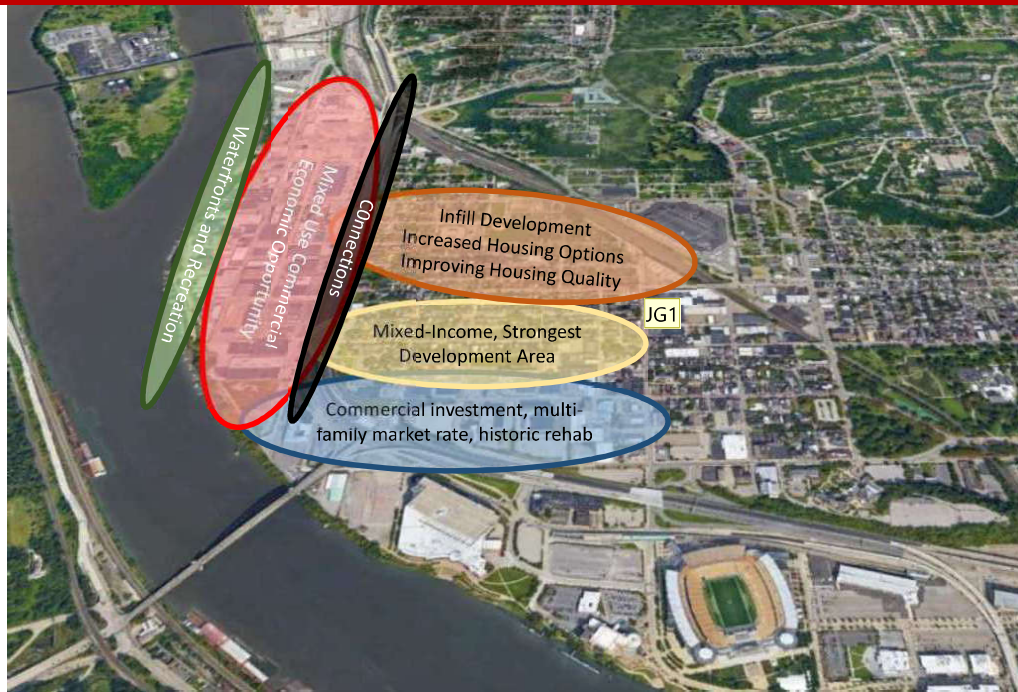 Waterfronts and Recreation
Mixed Use Commercial
Economic Opportunity
C0nnections
Infill Development
Increased Housing Options
Improving Housing Quality
JG1
Mixed-Income, Strongest
Development Area
Commercial investment, multi-
family market rate, historic rehab